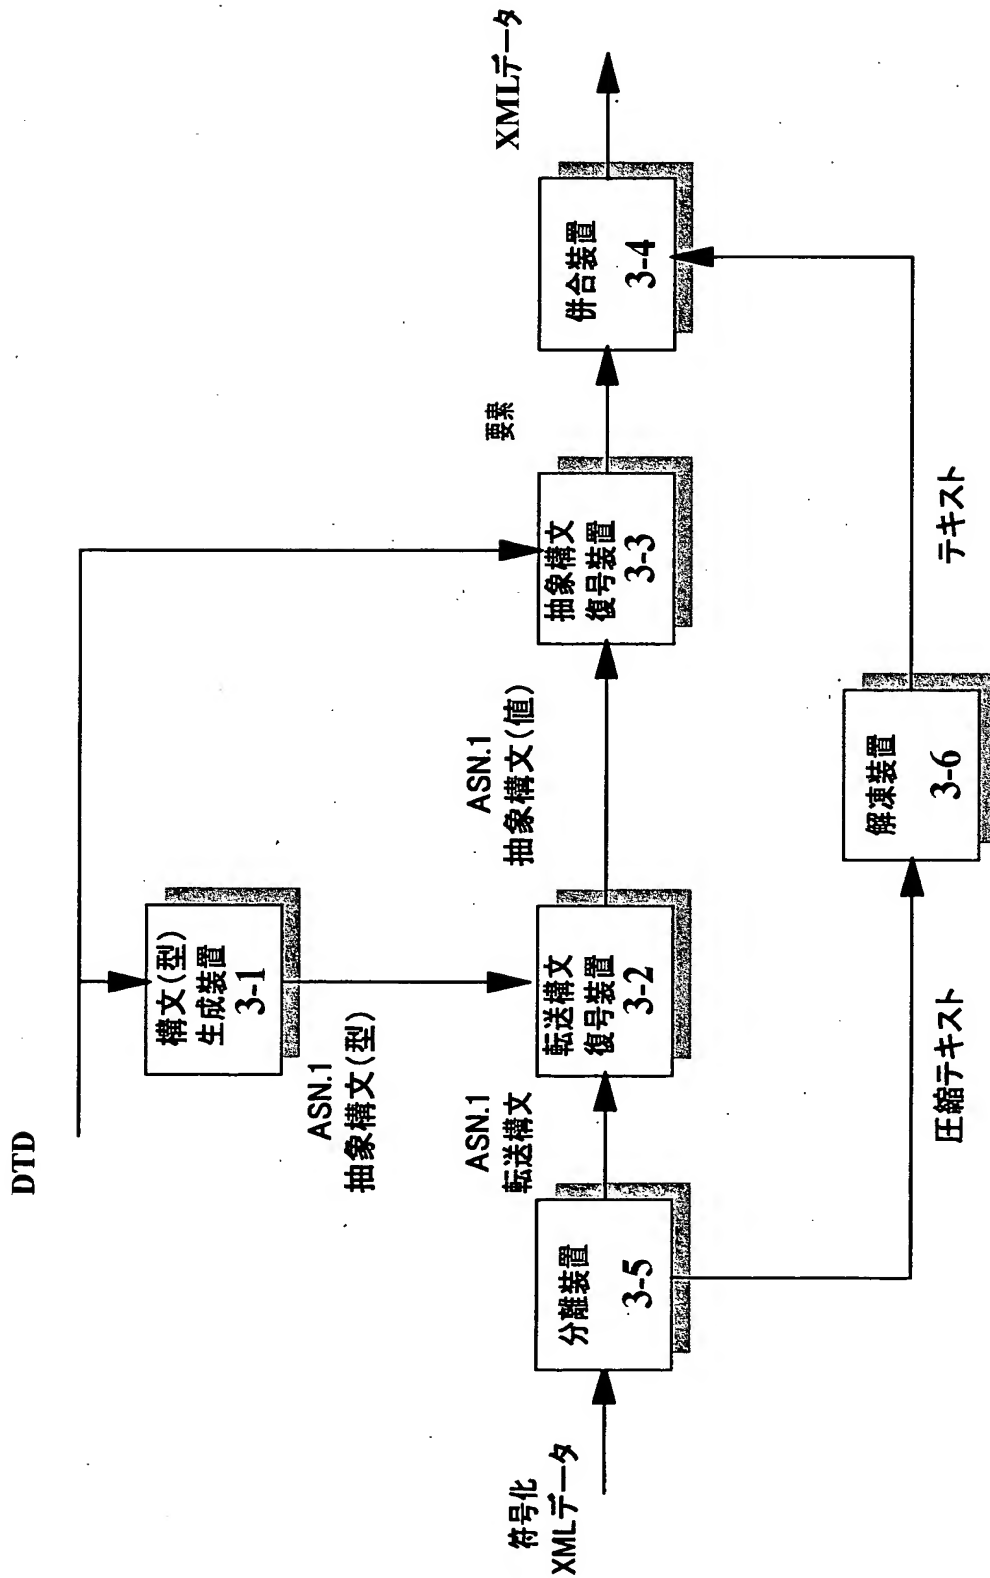 DTD
構文(型)
生成装置
3-1
ASN.1
抽象構文(型)
符号化
XMLデータ
分離装置
3-5
ASN.1
転送構文
転送構文
復号装置
3-2
ASN.1
抽象構文(値)
抽象構文
復号装置
3-3
要素
併合装置
3-4
XMLデータ
圧縮テキスト
解凍装置
3-6
テキスト